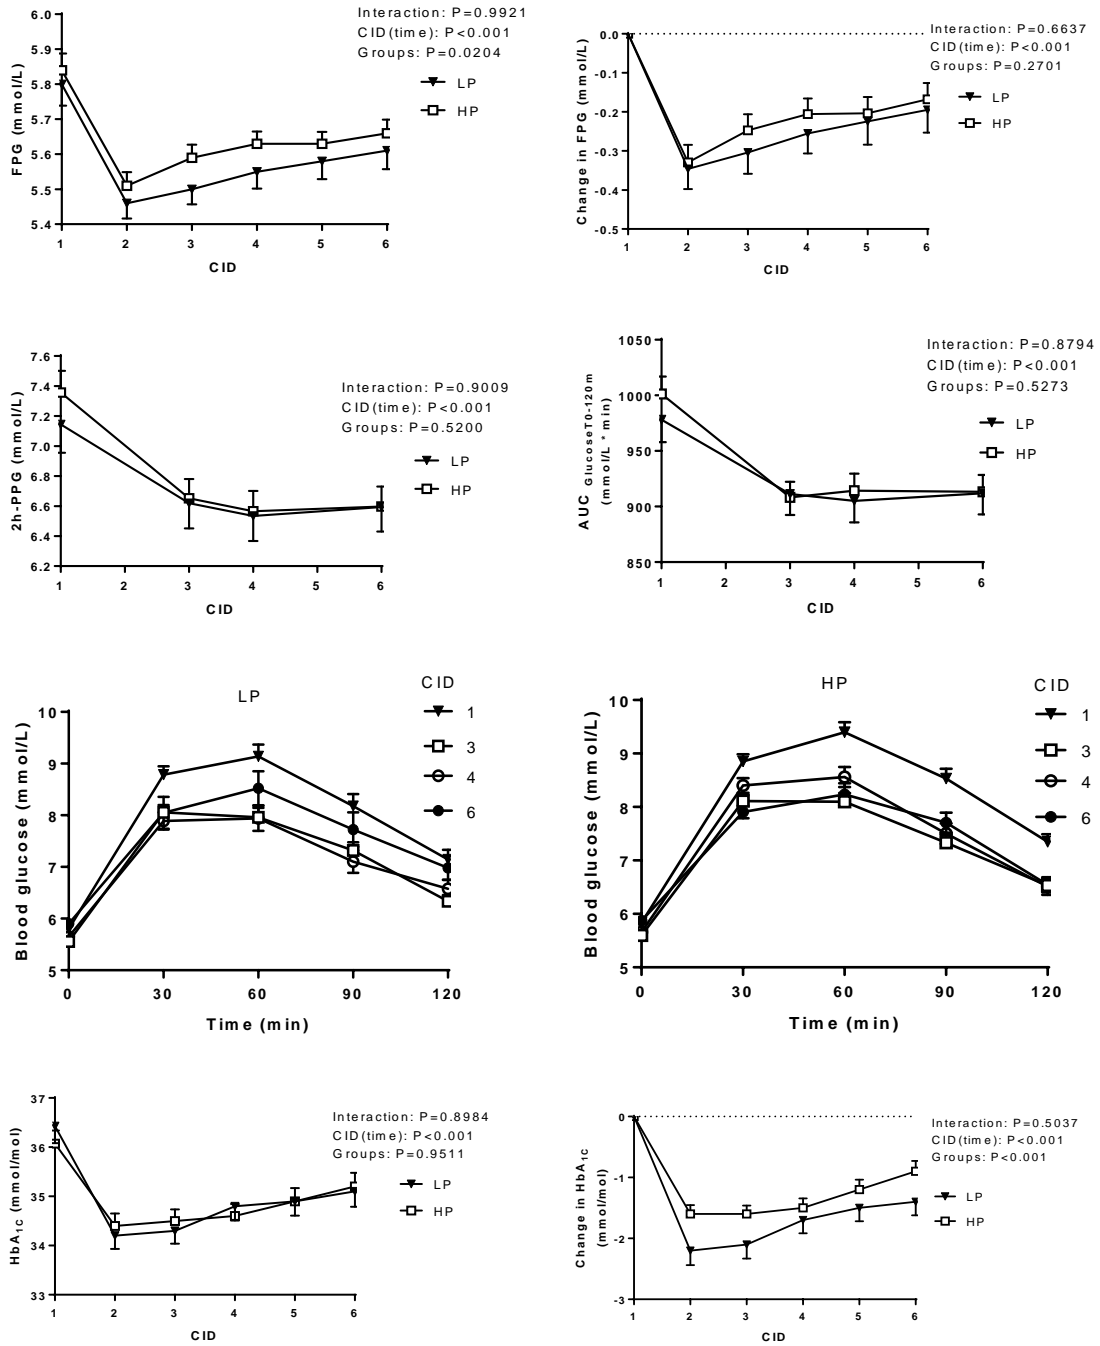 Interaction: P=0.9921
CID(time): P<0.001
Groups: P=0.0204
LP
HP
FPG (mmol/L)
6.0
5.9
5.8
5.7
5.6
5.5
5.4
1 2 3 4 5 6
CID
Interaction: P=0.6637
CID(time): P<0.001
Groups: P=0.2701
LP
HP
Change in FPG (mmol/L)
0.0
-0.1
-0.2
-0.3
-0.4
-0.5
1 2 3 4 5 6
CID
Interaction: P=0.9009
CID(time): P<0.001
Groups: P=0.5200
LP
HP
2h-PPG (mmol/L)
7.6
7.4
7.2
7.0
6.8
6.6
6.4
6.2
1 2 3 4 5 6
CID
Interaction: P=0.8794
CID(time): P<0.001
Groups: P=0.5273
LP
HP
AUC GlucoseT0-120m
(mmol/L * min)
1050
1000
950
900
850
1 2 3 4 5 6
CID
LP
CID
1
3
4
6
Blood glucose (mmol/L)
10
9
8
7
6
5
0 30 60 90 120
Time (min)
HP
CID
1
3
4
6
Blood glucose (mmol/L)
10
9
8
7
6
5
0 30 60 90 120
Time (min)
Interaction: P=0.8984
CID(time): P<0.001
Groups: P=0.9511
LP
HP
HbA1C (mmol/mol)
37
36
35
34
33
1 2 3 4 5 6
CID
Interaction: P=0.5037
CID(time): P<0.001
Groups: P<0.001
LP
HP
Change in HbA1C
(mmol/mol)
0
-1
-2
-3
1 2 3 4 5 6
CID